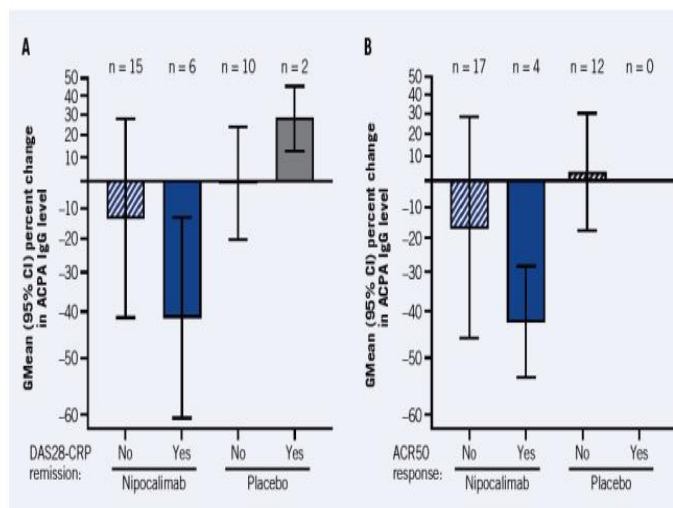 A
n = 15 n = 6 n = 10 n = 2
GMean (95% CI) percent change
in ACPA IgG level
50
40
30
20
10
–10
–20
–30
–40
–50
–60
DAS28-CRP
remission:
No Yes No Yes
Nipocalimab Placebo
B
n = 17 n = 4 n = 12 n = 0
GMean (95% CI) percent change
in ACPA IgG level
50
40
30
20
10
–10
–20
–30
–40
–50
–60
ACR50
response:
No Yes No Yes
Nipocalimab Placebo